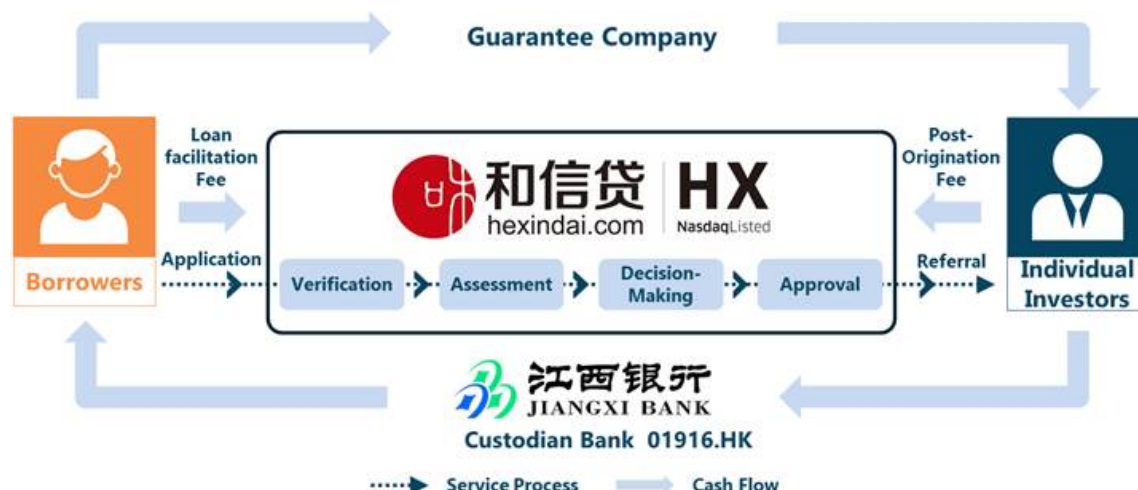 Guarantee Company
Loan
facilitation
Fee
Post-
Origination
Fee
和信贷
hexindai.com
HX
NasdaqListed
Application
Referral
Borrowers
Verification
Assessment
Decision-
Making
Approval
Individual
Investors
江西银行
JIANGXI BANK
Custodian Bank 01916.HK
Service Process
Cash Flow